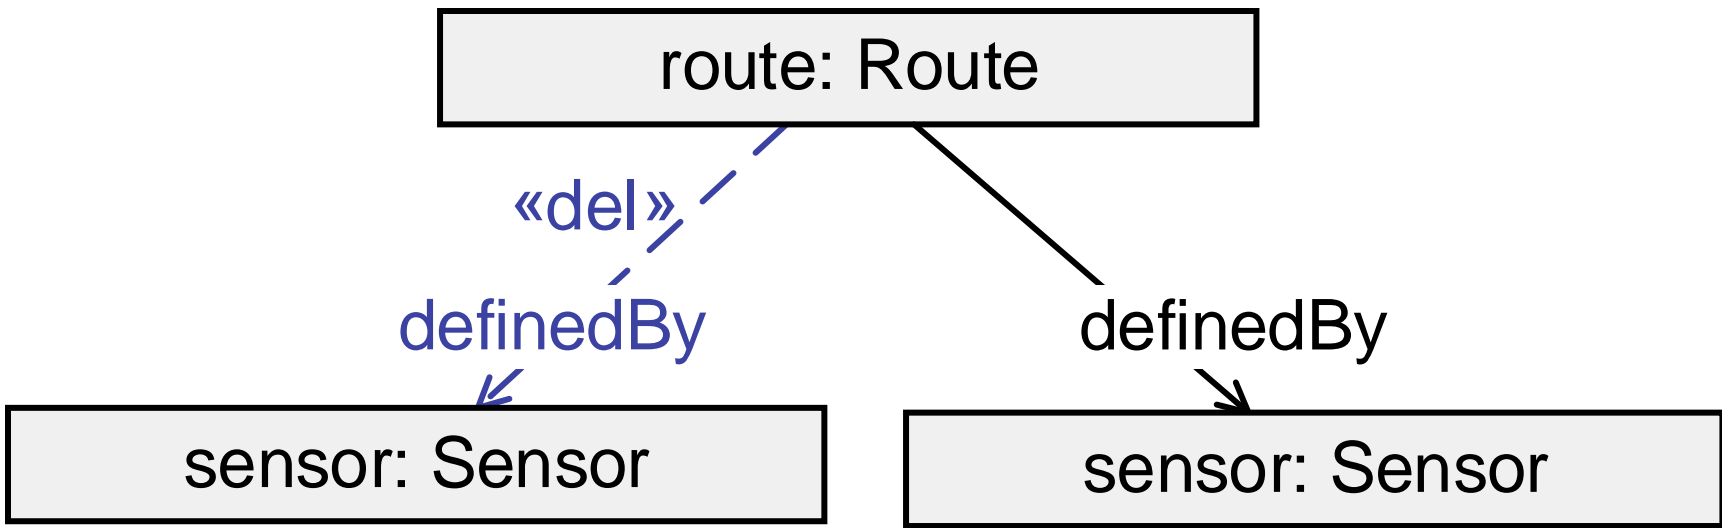 route: Route
«del»
definedBy definedBy
sensor: Sensor sensor: Sensor